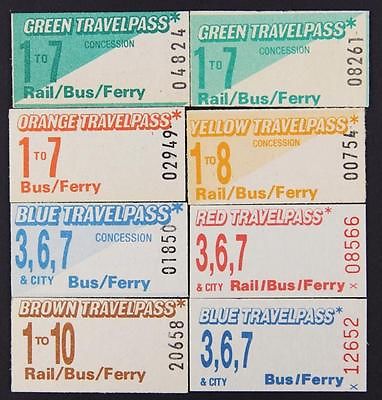 GREEN TRAVELPASS*
1 TO 7
CONCESSION
Rail/Bus/Ferry
04824
GREEN TRAVELPASS*
1 TO 7
CONCESSION
Rail/Bus/Ferry
08261
ORANGE TRAVELPASS*
1 TO 7
Bus/Ferry
02949
YELLOW TRAVELPASS*
1 TO 8
CONCESSION
Bus/Ferry
00754
BLUE TRAVELPASS*
3,6,7
CONCESSION
& CITY Bus/Ferry
01850
RED TRAVELPASS*
3,6,7
& CITY Rail/Bus/Ferry
x 08566
BROWN TRAVELPASS*
1 TO 10
Rail/Bus/Ferry
20658
BLUE TRAVELPASS*
3,6,7
& CITY Bus/Ferry
x 12652